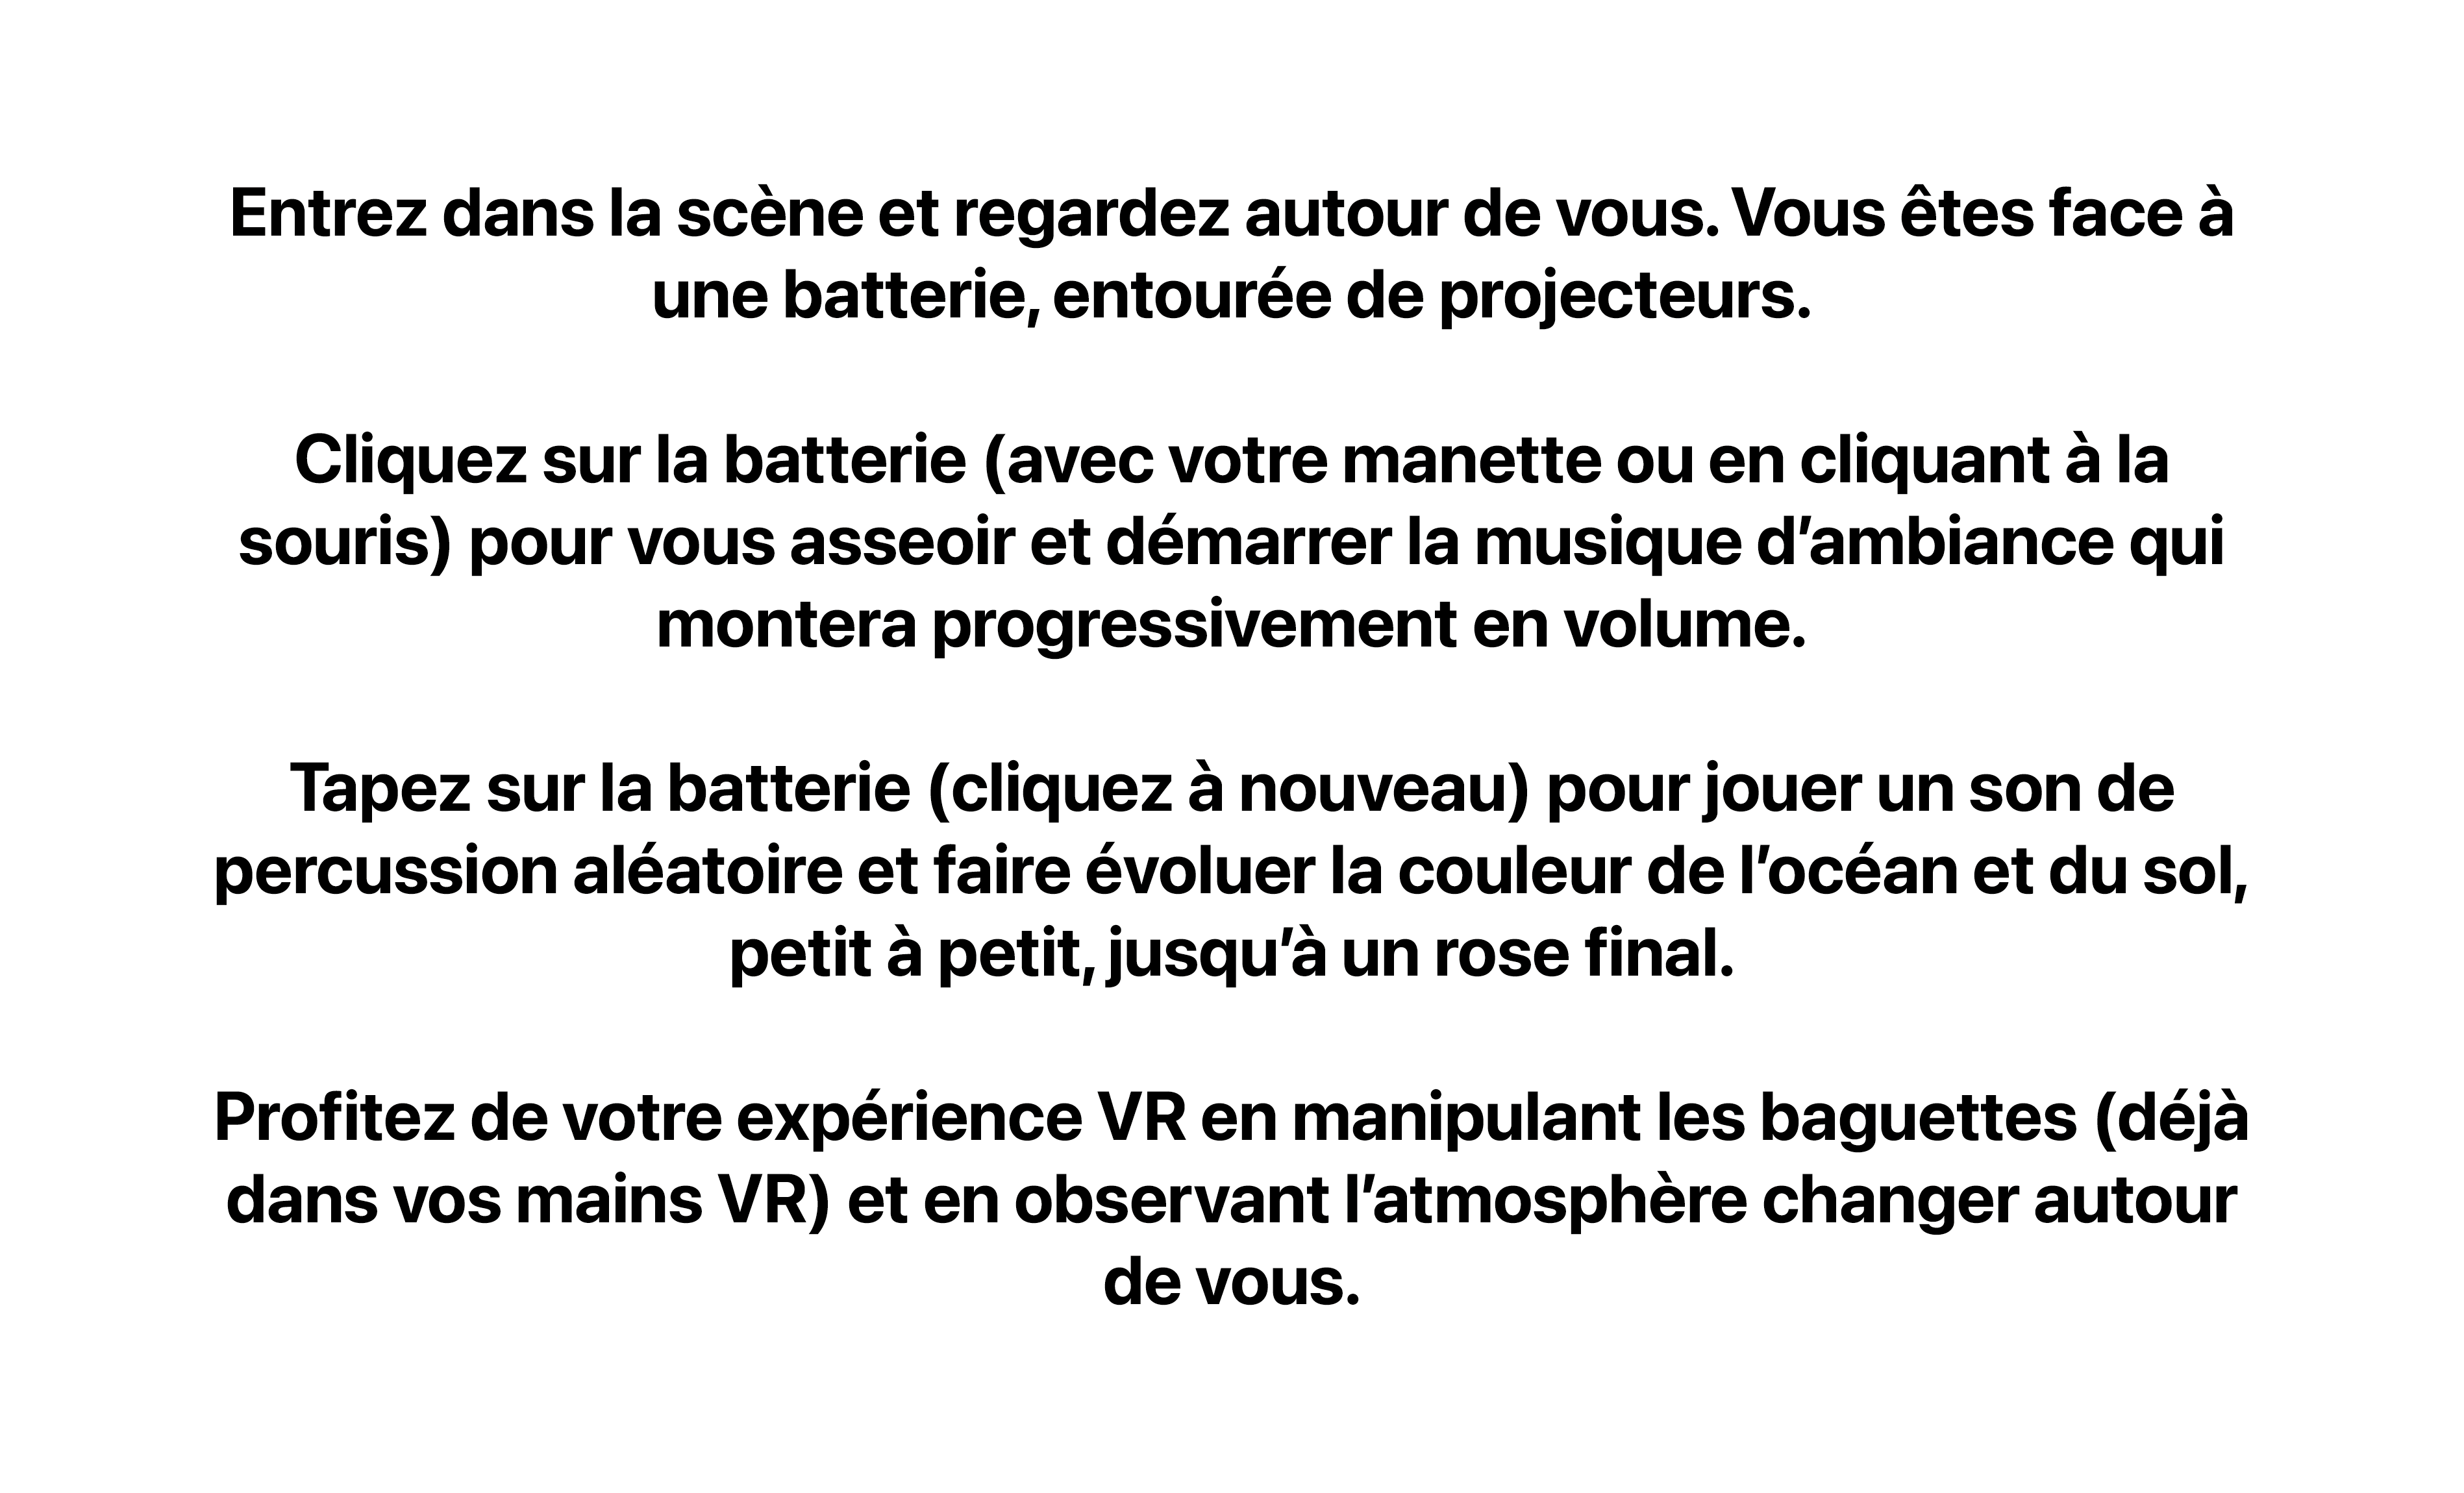 Entrez dans la scène et regardez autour de vous. Vous êtes face à
une batterie, entourée de projecteurs.
Cliquez sur la batterie (avec votre manette ou en cliquant à la
souris) pour vous asseoir et démarrer la musique d’ambiance qui
montera progressivement en volume.
Tapez sur la batterie (cliquez à nouveau) pour jouer un son de
percussion aléatoire et faire évoluer la couleur de l’océan et du sol,
petit à petit, jusqu’à un rose final.
Profitez de votre expérience VR en manipulant les baguettes (déjà
dans vos mains VR) et en observant l’atmosphère changer autour
de vous.